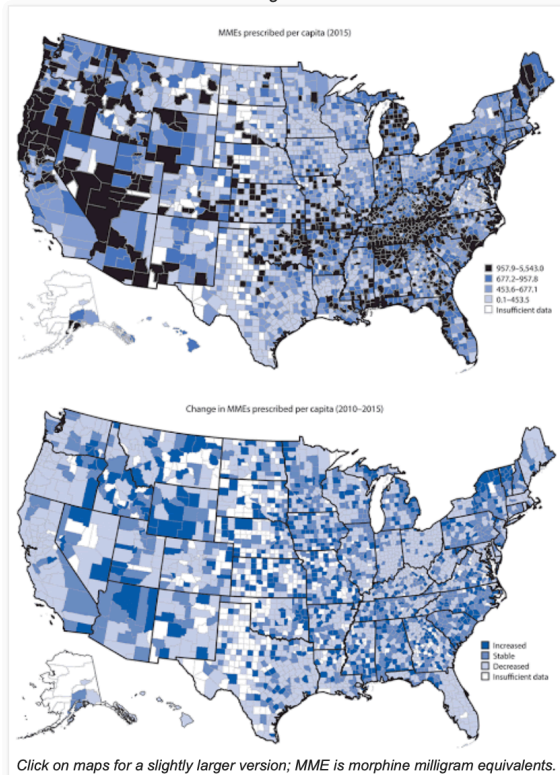 MMEs prescribed per capita (2015)
957.9–5,543.0
677.2–957.8
453.6–677.1
0.1–453.5
Insufficient data
Change in MMEs prescribed per capita (2010–2015)
Increased
Stable
Decreased
Insufficient data
Click on maps for a slightly larger version; MME is morphine milligram equivalents.